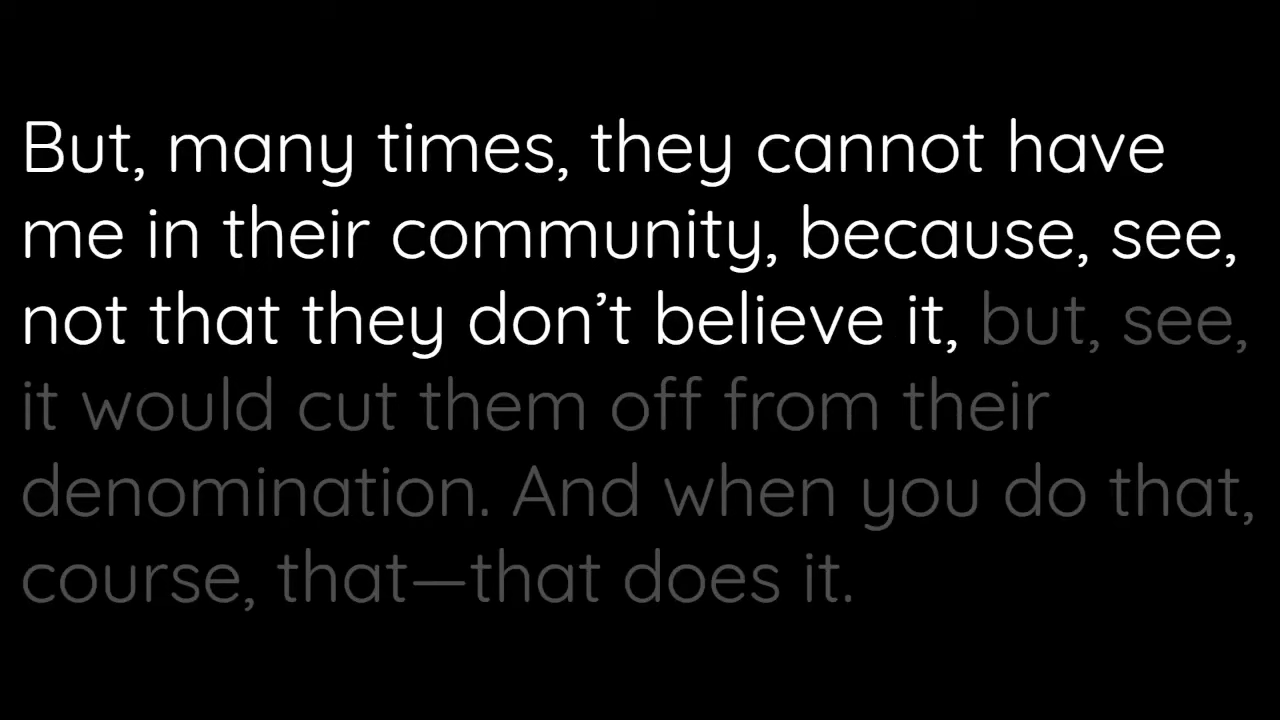 But, many times, they cannot have
me in their community, because, see,
not that they don’t believe it, but, see,
it would cut them off from their
denomination. And when you do that,
course, that—that does it.